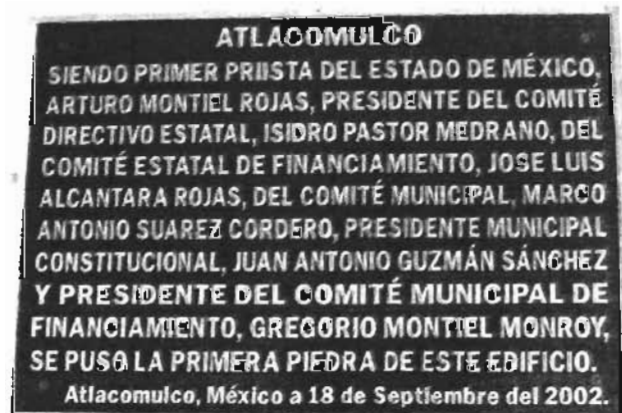 ATLACOMULCO
SIENDO PRIMER PRIISTA DEL ESTADO DE MÉXICO,
ARTURO MONTIEL ROJAS, PRESIDENTE DEL COMITÉ
DIRECTIVO ESTATAL, ISIDRO PASTOR MEDRANO, DEL
COMITÉ ESTATAL DE FINANCIAMIENTO, JOSE LUIS
ALCANTARA ROJAS, DEL COMITÉ MUNICIPAL, MARCO
ANTONIO SUAREZ CORDERO, PRESIDENTE MUNICIPAL
CONSTITUCIONAL, JUAN ANTONIO GUZMÁN SÁNCHEZ
Y PRESIDENTE DEL COMITÉ MUNICIPAL DE
FINANCIAMIENTO, GREGORIO MONTIEL MONROY,
SE PUSO LA PRIMERA PIEDRA DE ESTE EDIFICIO.
Atlacomulco, México a 18 de Septiembre del 2002.